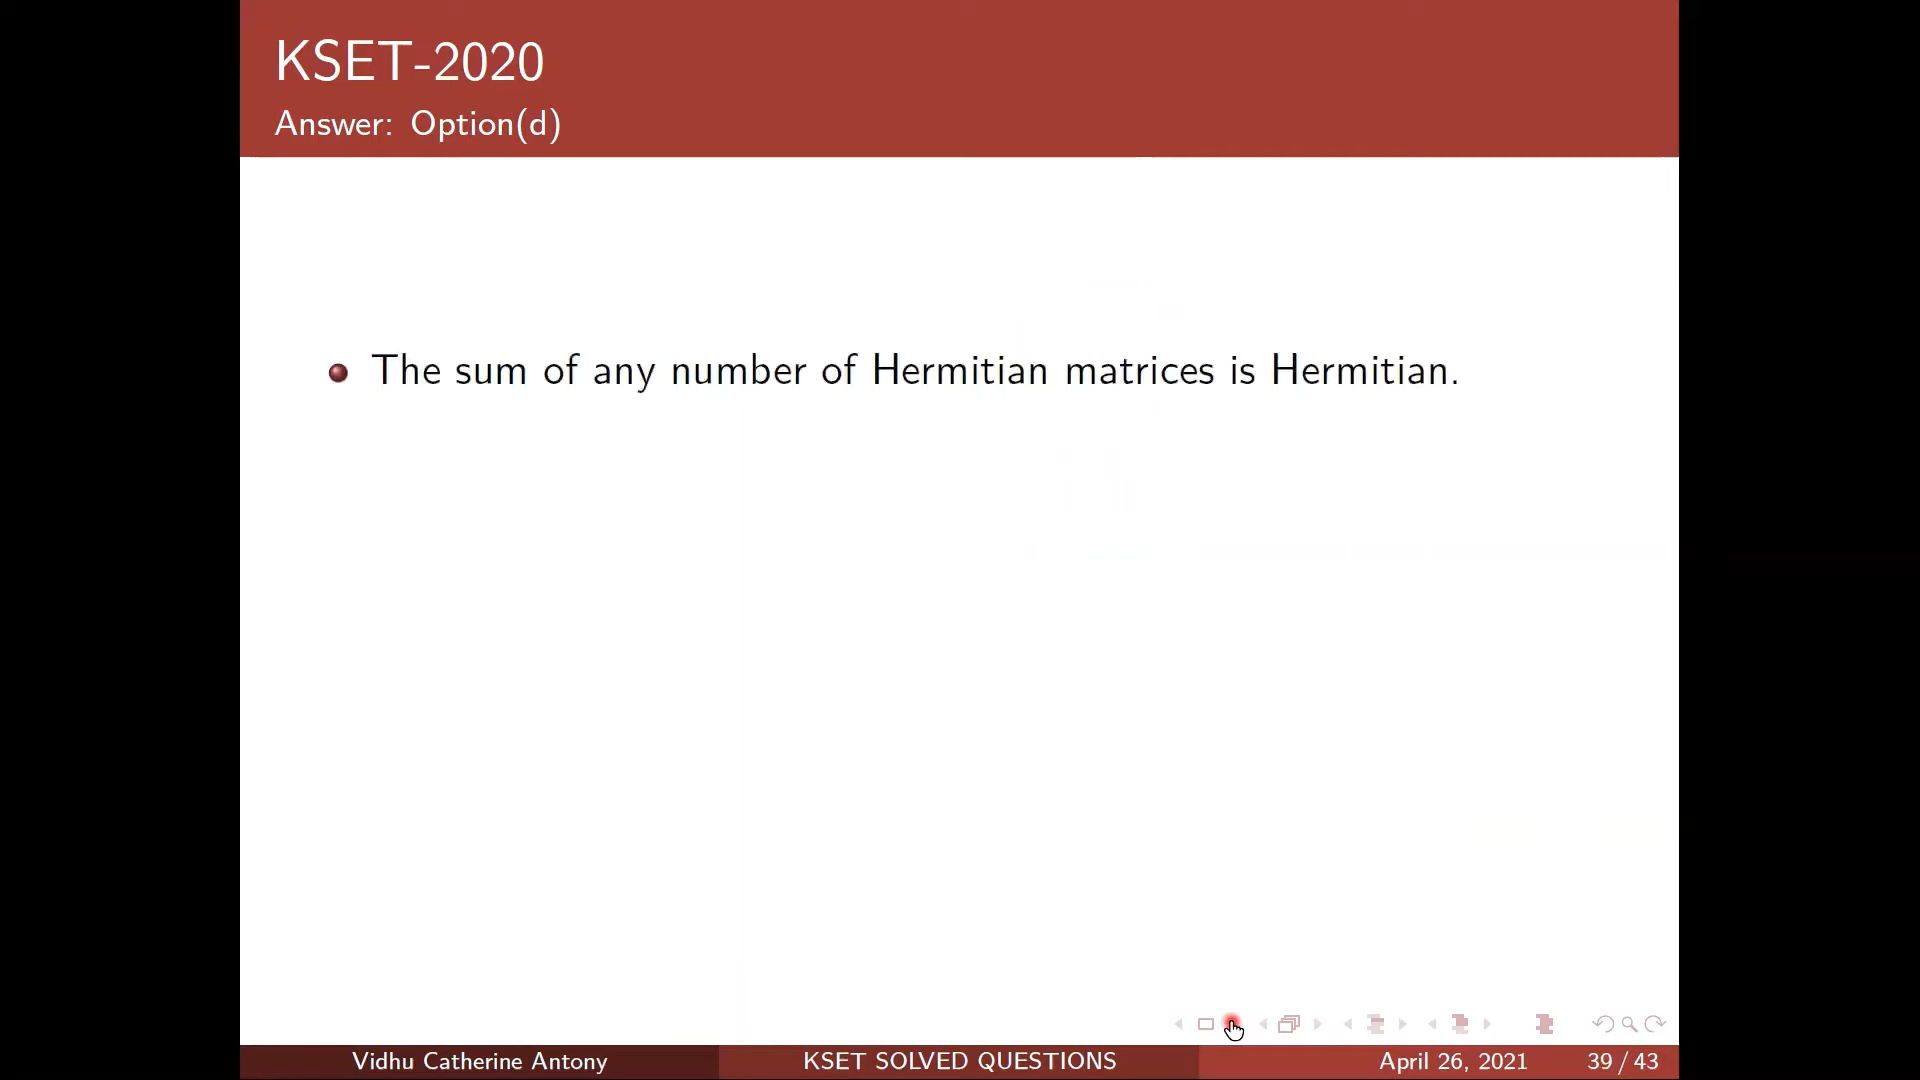 KSET-2020
Answer: Option(d)
The sum of any number of Hermitian matrices is Hermitian.
Vidhu Catherine Antony KSET SOLVED QUESTIONS April 26, 2021 39 / 43